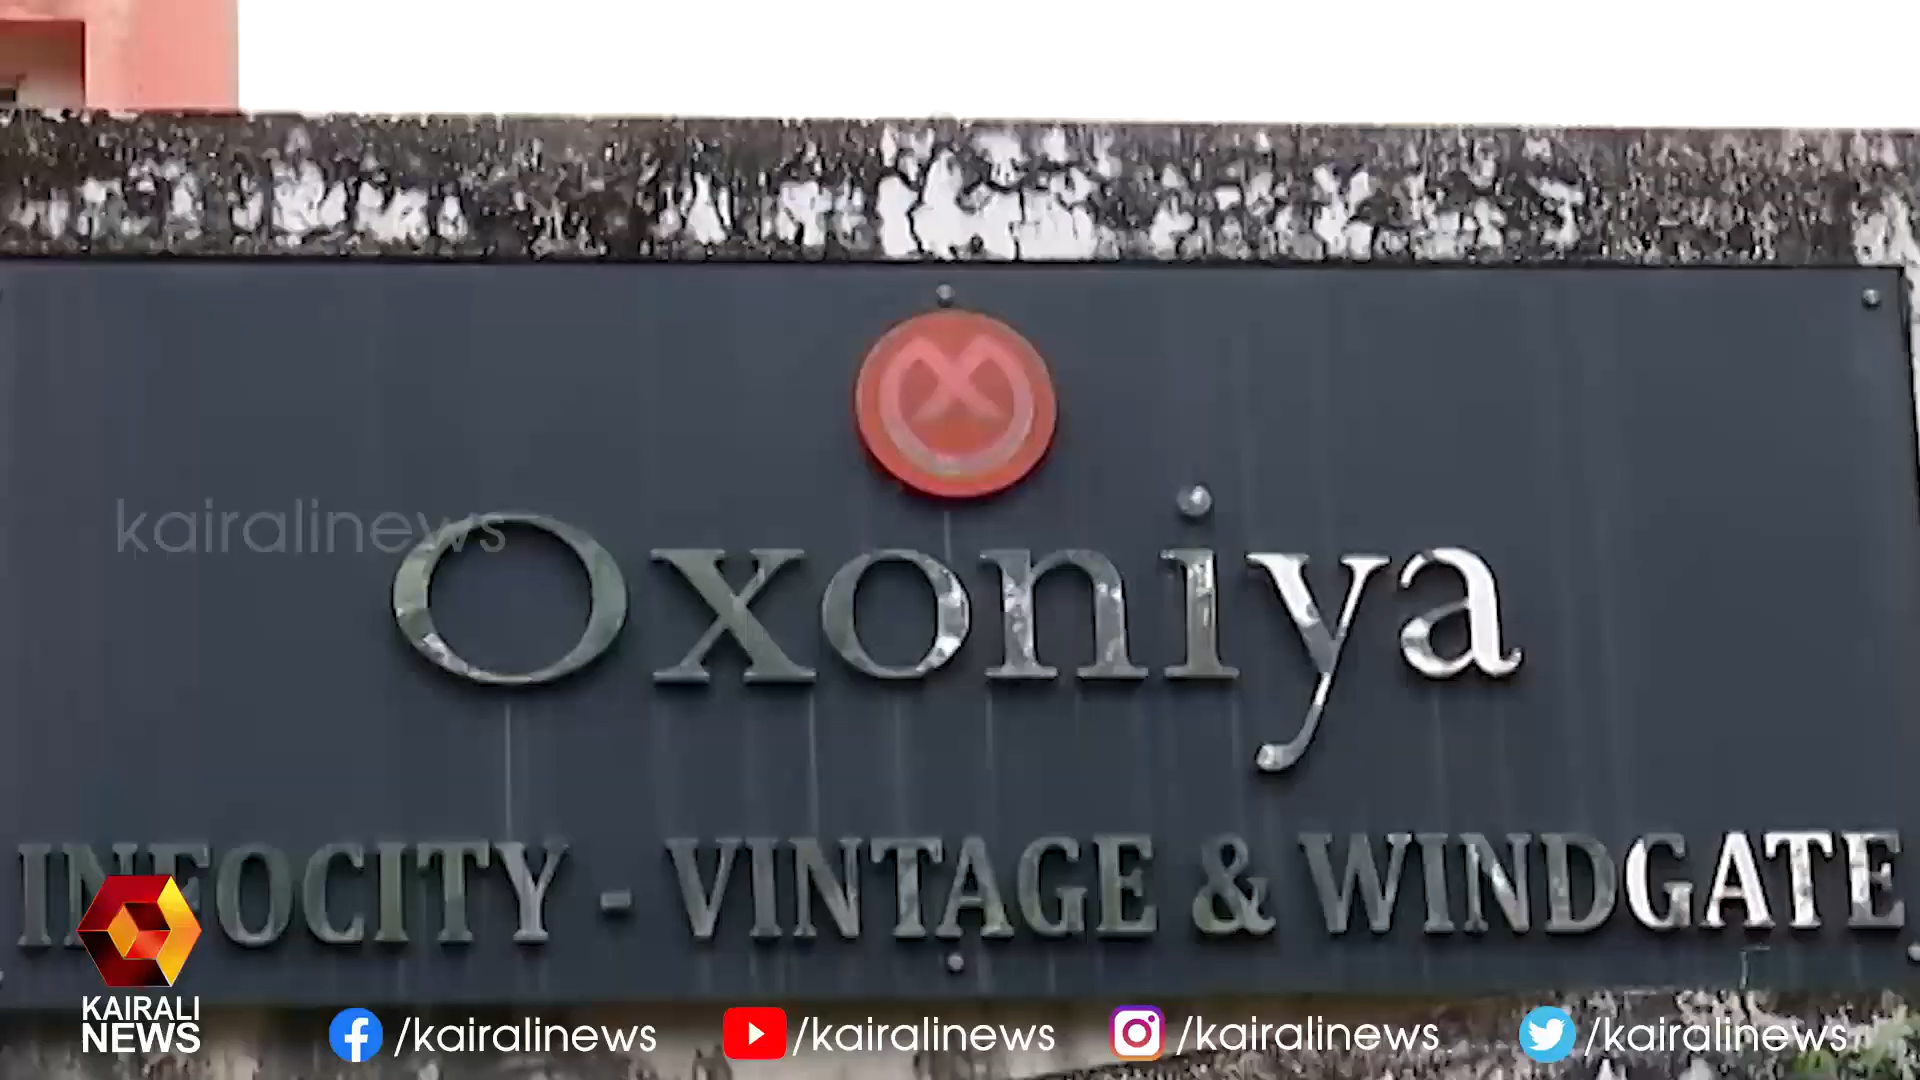 kairalinews
Oxoniya
INFOCITY - VINTAGE & WINDGATE
KAIRALI
NEWS
/kairalinews /kairalinews /kairalinews /kairalinews